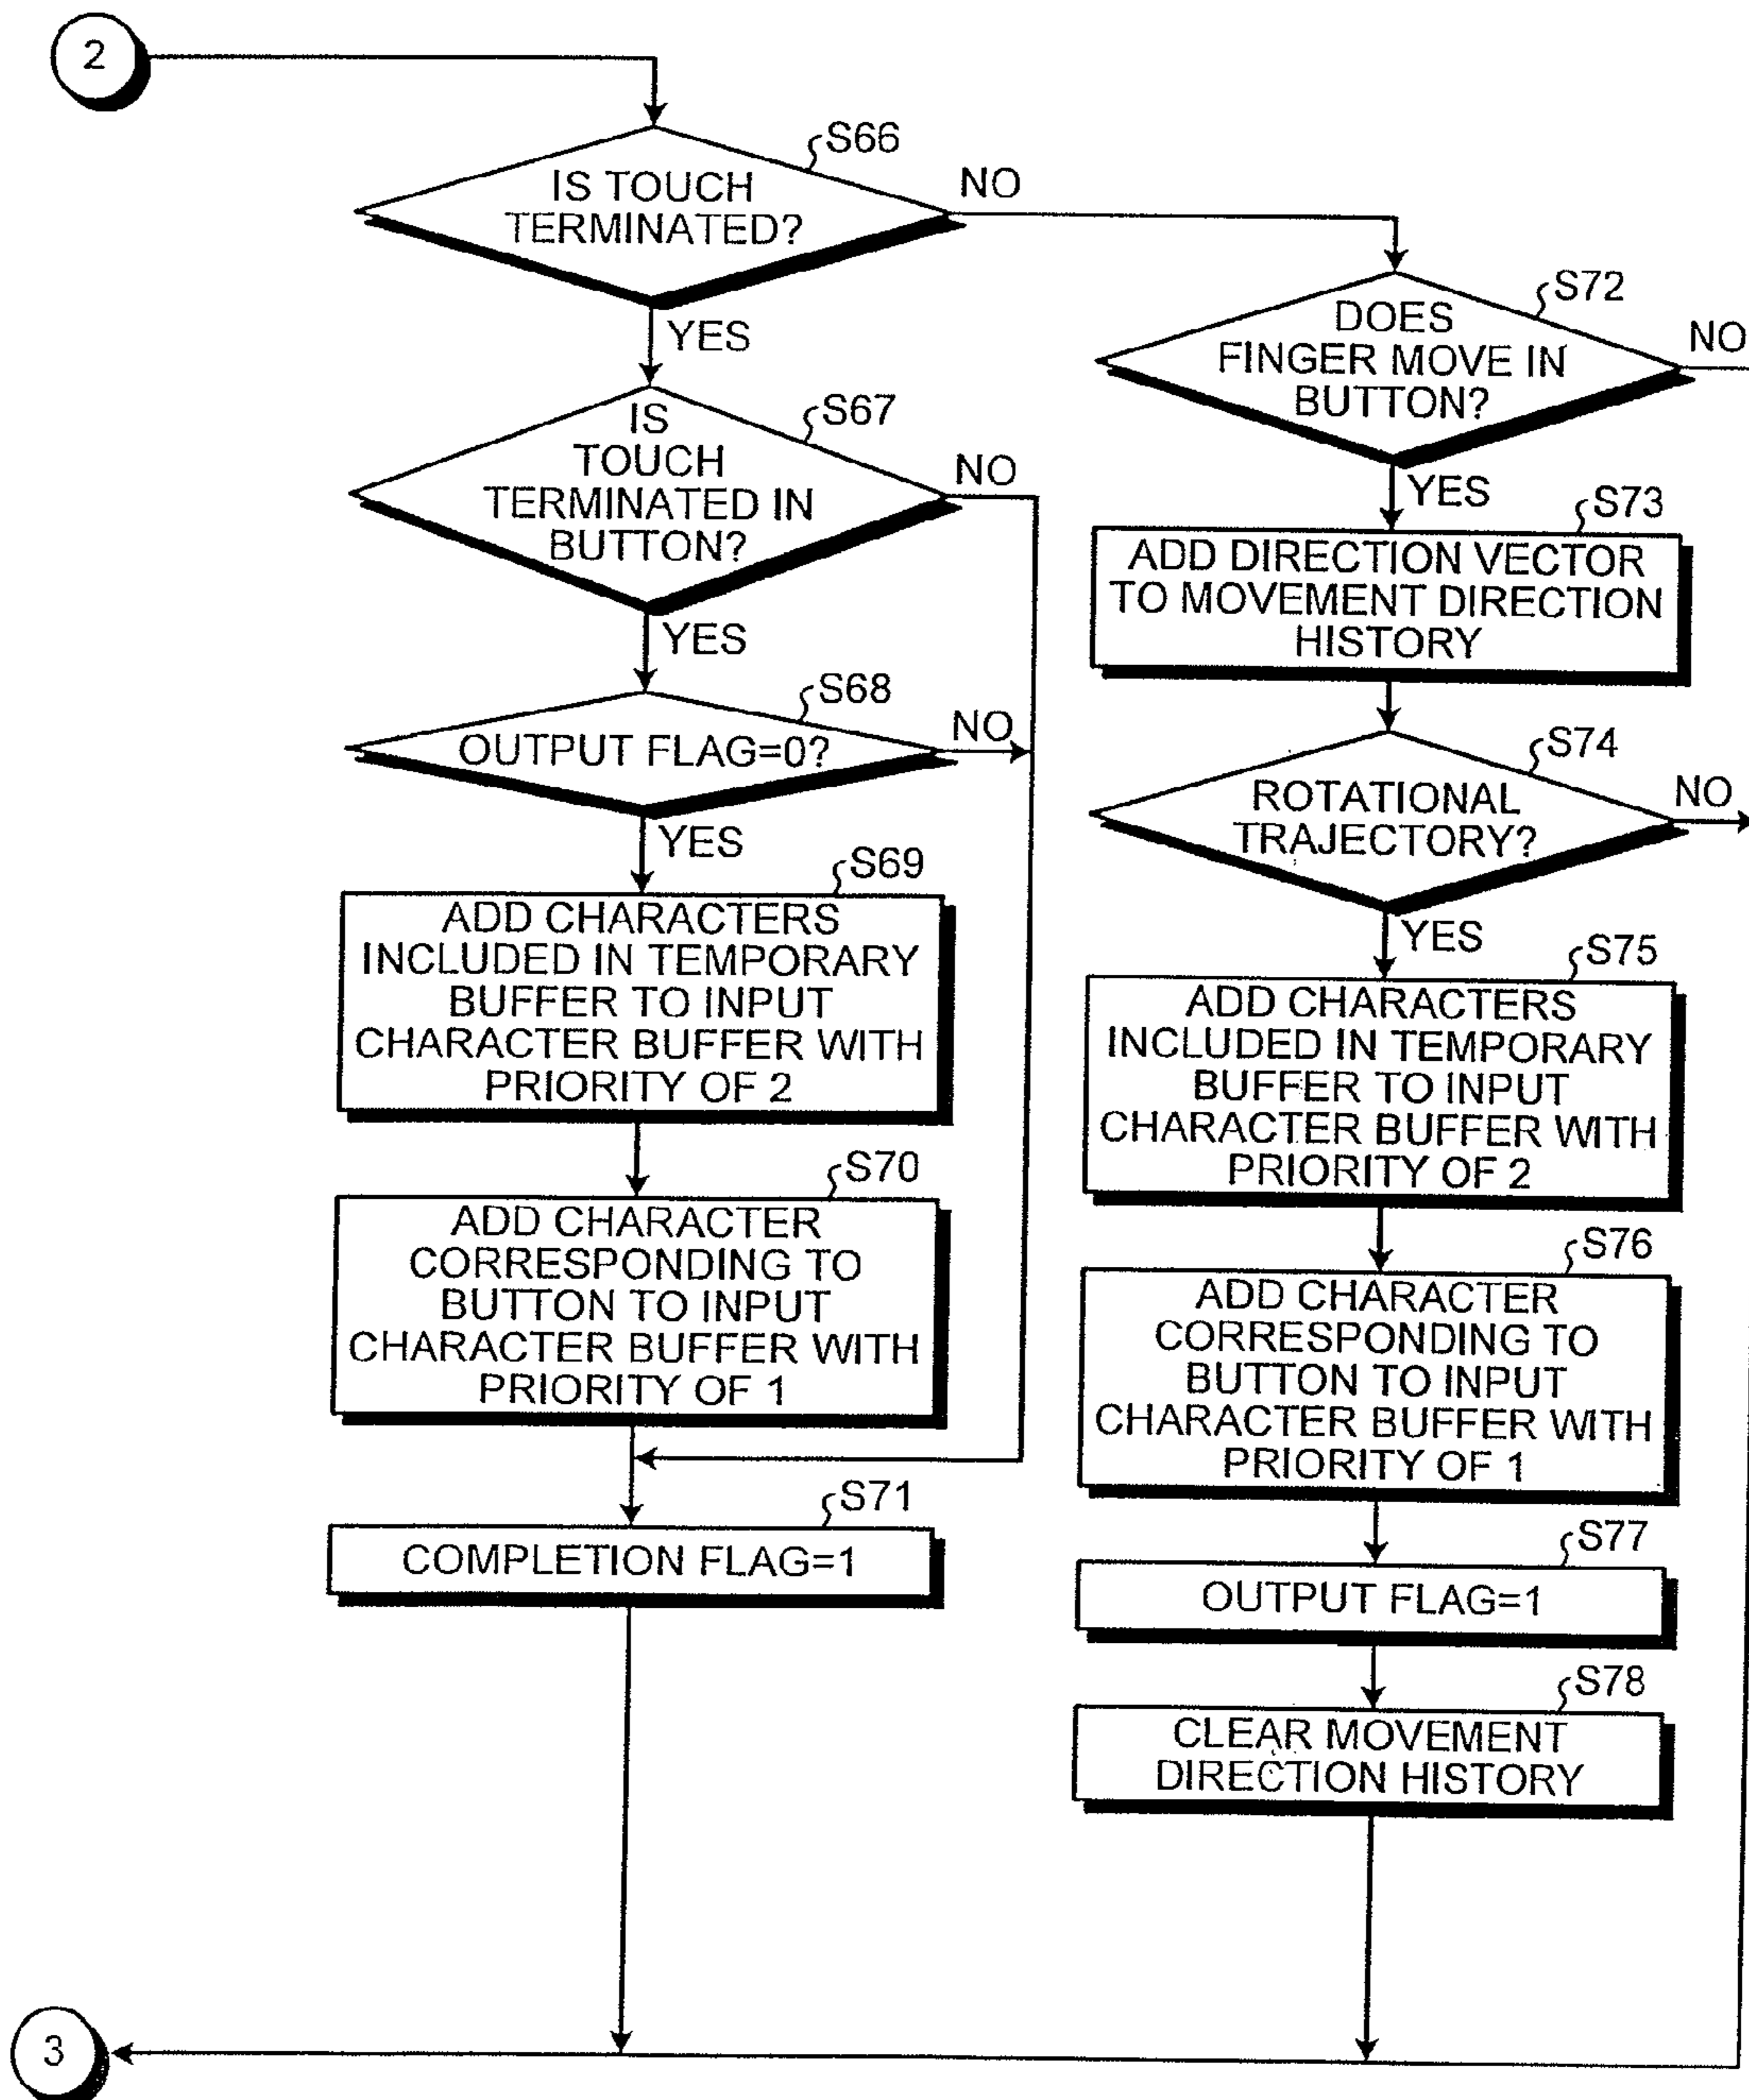 2
S66
IS TOUCH
TERMINATED?
NO
YES
S67
IS
TOUCH
TERMINATED IN
BUTTON?
NO
YES
S68
OUTPUT FLAG=0?
NO
YES
S69
ADD CHARACTERS
INCLUDED IN TEMPORARY
BUFFER TO INPUT
CHARACTER BUFFER WITH
PRIORITY OF 2
S70
ADD CHARACTER
CORRESPONDING TO
BUTTON TO INPUT
CHARACTER BUFFER WITH
PRIORITY OF 1
S71
COMPLETION FLAG=1
S72
DOES
FINGER MOVE IN
BUTTON?
NO
YES
S73
ADD DIRECTION VECTOR
TO MOVEMENT DIRECTION
HISTORY
S74
ROTATIONAL
TRAJECTORY?
NO
YES
S75
ADD CHARACTERS
INCLUDED IN TEMPORARY
BUFFER TO INPUT
CHARACTER BUFFER WITH
PRIORITY OF 2
S76
ADD CHARACTER
CORRESPONDING TO
BUTTON TO INPUT
CHARACTER BUFFER WITH
PRIORITY OF 1
S77
OUTPUT FLAG=1
S78
CLEAR MOVEMENT
DIRECTION HISTORY
3